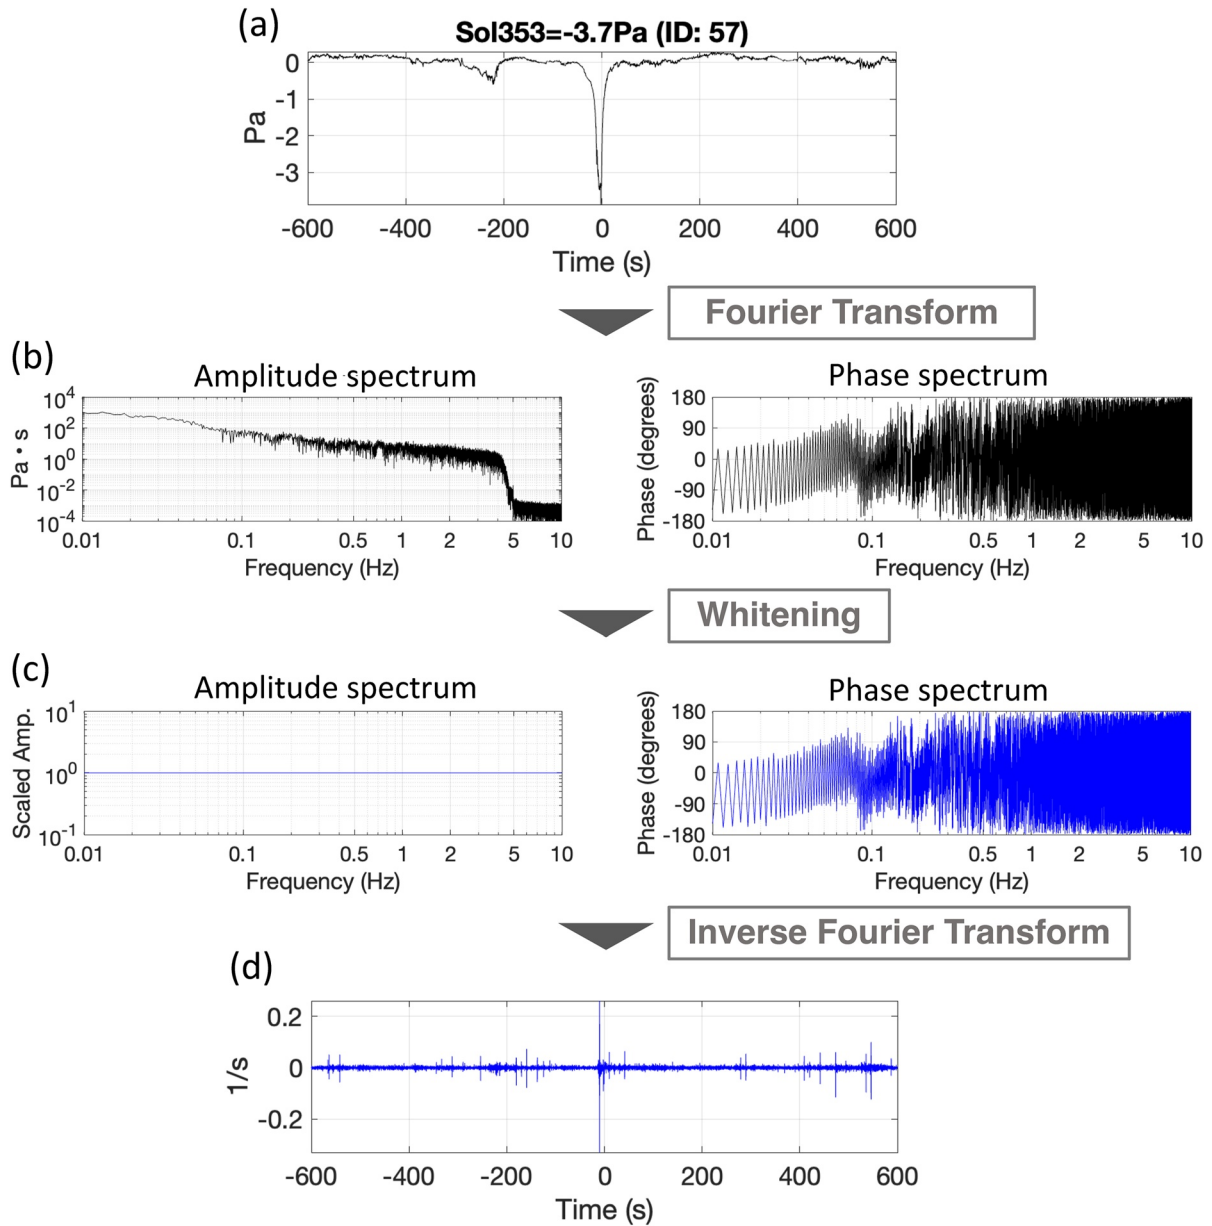 (a)
Sol353=-3.7Pa (ID: 57)
0
-1
-2
-3
Pa
-600 -400 -200 0 200 400 600
Time (s)
Fourier Transform
(b)
Amplitude spectrum
10^4
10^2
10^0
10^-2
10^-4
Pa • s
0.01 0.1 0.5 1 2 5 10
Frequency (Hz)
Phase spectrum
180
90
0
-90
-180
Phase (degrees)
0.01 0.1 0.5 1 2 5 10
Frequency (Hz)
Whitening
(c)
Amplitude spectrum
10^1
10^0
10^-1
Scaled Amp.
0.01 0.1 0.5 1 2 5 10
Frequency (Hz)
Phase spectrum
180
90
0
-90
-180
Phase (degrees)
0.01 0.1 0.5 1 2 5 10
Frequency (Hz)
Inverse Fourier Transform
(d)
0.2
0
-0.2
1/s
-600 -400 -200 0 200 400 600
Time (s)